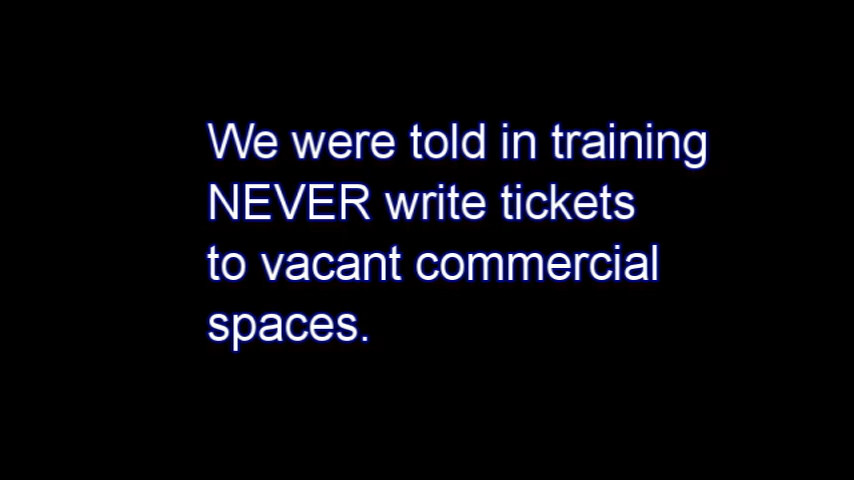 We were told in training
NEVER write tickets
to vacant commercial
spaces.